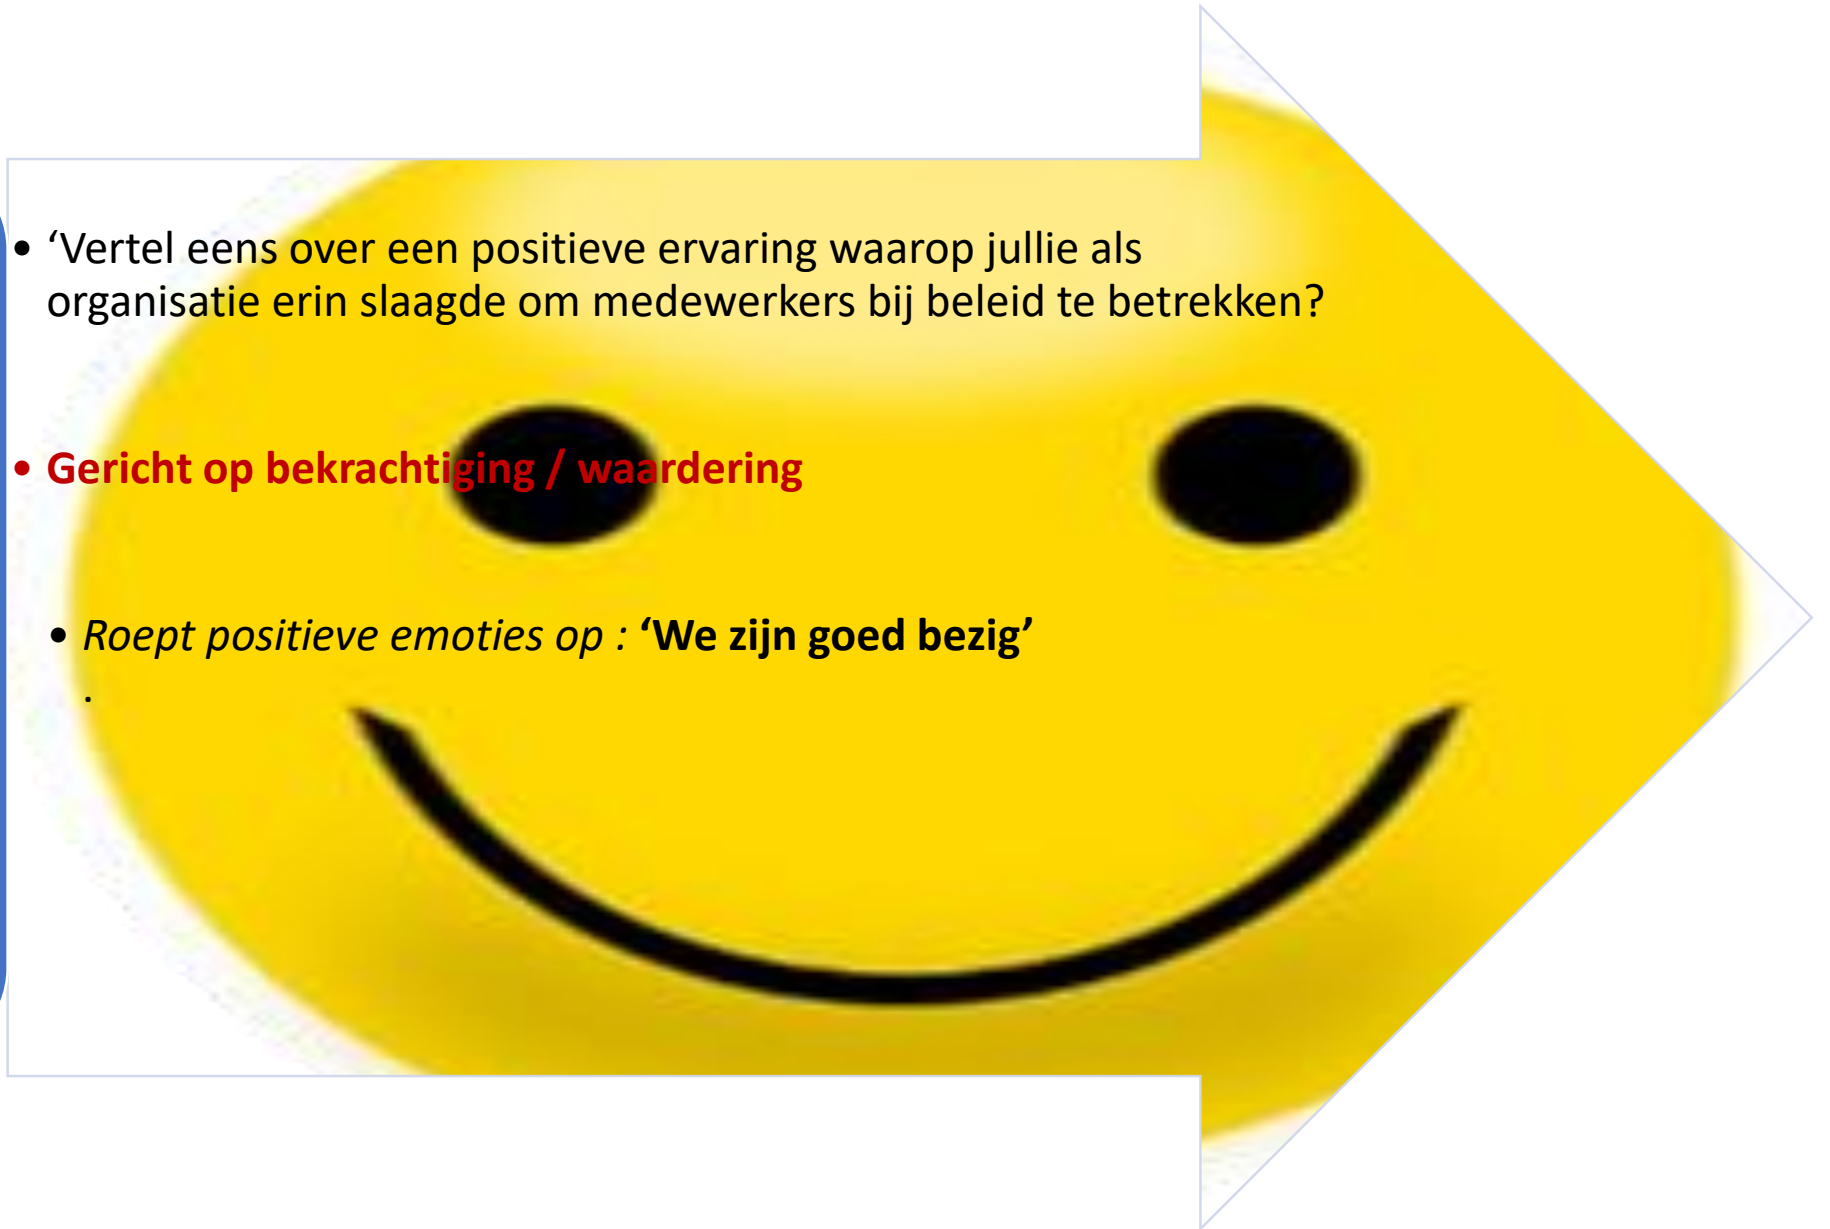 • ‘Vertel eens over een positieve ervaring waarop jullie als
organisatie erin slaagde om medewerkers bij beleid te betrekken?
• Gericht op bekrachtiging / waardering
• Roept positieve emoties op : ‘We zijn goed bezig’
.